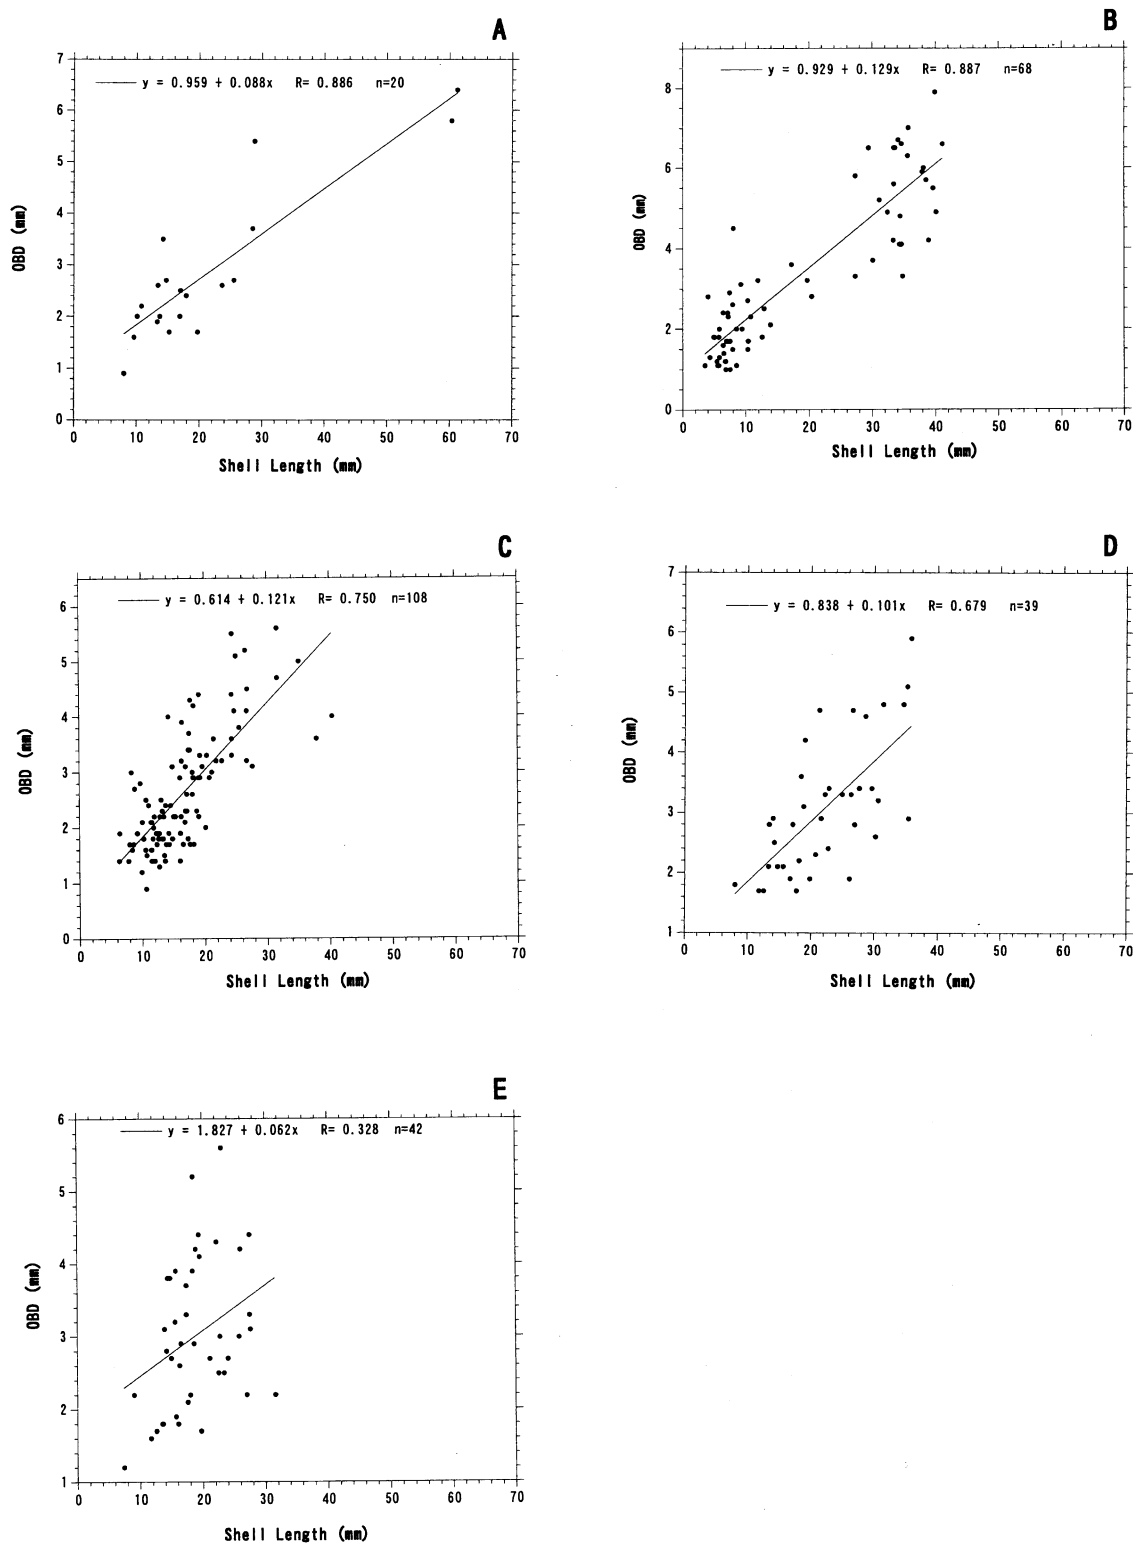 A
y = 0.959 + 0.088x R= 0.886 n=20
7
6
5
4
3
2
1
0
OBD (mm)
0 10 20 30 40 50 60 70
Shell Length (mm)
B
y = 0.929 + 0.129x R= 0.887 n=68
8
6
4
2
0
OBD (mm)
0 10 20 30 40 50 60 70
Shell Length (mm)
C
y = 0.614 + 0.121x R= 0.750 n=108
6
5
4
3
2
1
0
OBD (mm)
0 10 20 30 40 50 60 70
Shell Length (mm)
D
y = 0.838 + 0.101x R= 0.679 n=39
7
6
5
4
3
2
1
OBD (mm)
0 10 20 30 40 50 60 70
Shell Length (mm)
E
y = 1.827 + 0.062x R= 0.328 n=42
6
5
4
3
2
1
OBD (mm)
0 10 20 30 40 50 60 70
Shell Length (mm)